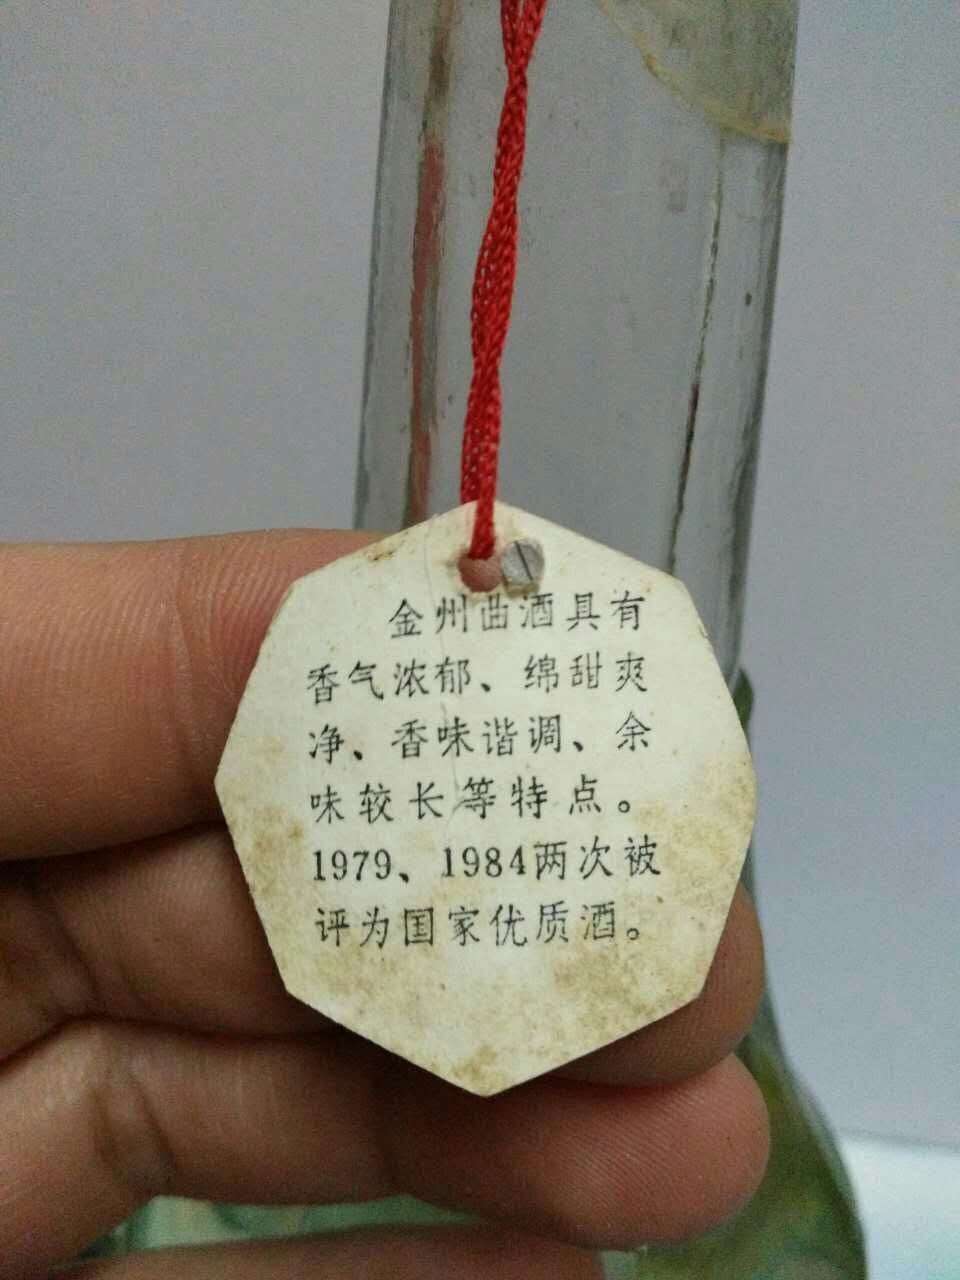 金州曲酒具有
香气浓郁、绵甜爽
净、香味谐调、余
味较长等特点。
1979、1984两次被
评为国家优质酒。